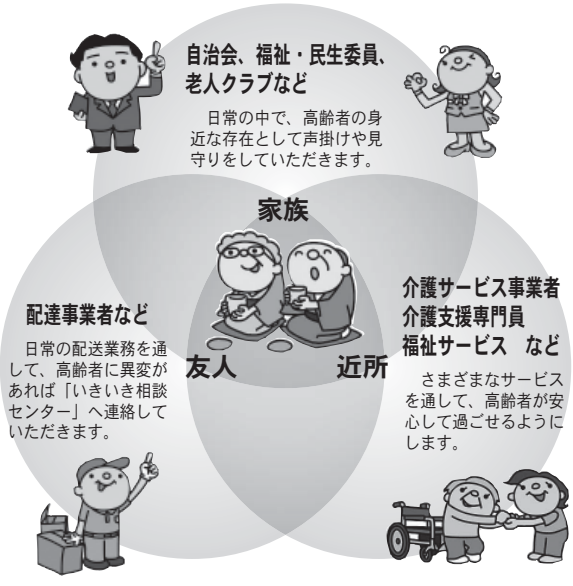 自治会、福祉・民生委員、
老人クラブなど
日常の中で、高齢者の身
近な存在として声掛けや見
守りをしていただきます。
家族
友人
近所
配達事業者など
日常の配送業務を通
して、高齢者に異変が
あれば「いきいき相談
センター」へ連絡して
いただきます。
介護サービス事業者
介護支援専門員
福祉サービス など
さまざまなサービス
を通して、高齢者が安
心して過ごせるように
します。